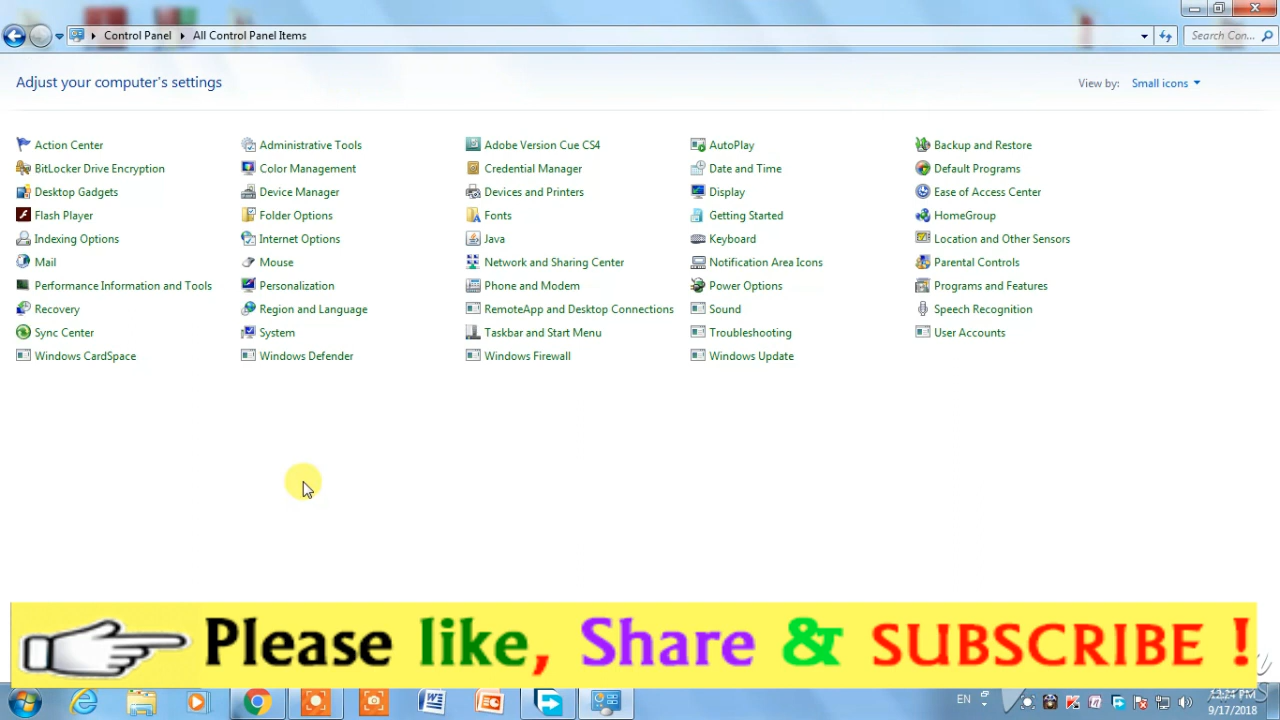 Control Panel
All Control Panel Items
Search Con...
Adjust your computer's settings
View by: Small icons
Action Center
Administrative Tools
Adobe Version Cue CS4
AutoPlay
Backup and Restore
BitLocker Drive Encryption
Color Management
Credential Manager
Date and Time
Default Programs
Desktop Gadgets
Device Manager
Devices and Printers
Display
Ease of Access Center
Flash Player
Folder Options
Fonts
Getting Started
HomeGroup
Indexing Options
Internet Options
Java
Keyboard
Location and Other Sensors
Mail
Mouse
Network and Sharing Center
Notification Area Icons
Parental Controls
Performance Information and Tools
Personalization
Phone and Modem
Power Options
Programs and Features
Recovery
Region and Language
RemoteApp and Desktop Connections
Sound
Speech Recognition
Sync Center
System
Taskbar and Start Menu
Troubleshooting
User Accounts
Windows CardSpace
Windows Defender
Windows Firewall
Windows Update
Please like, Share & SUBSCRIBE !
EN
12:24 PM
9/17/2018